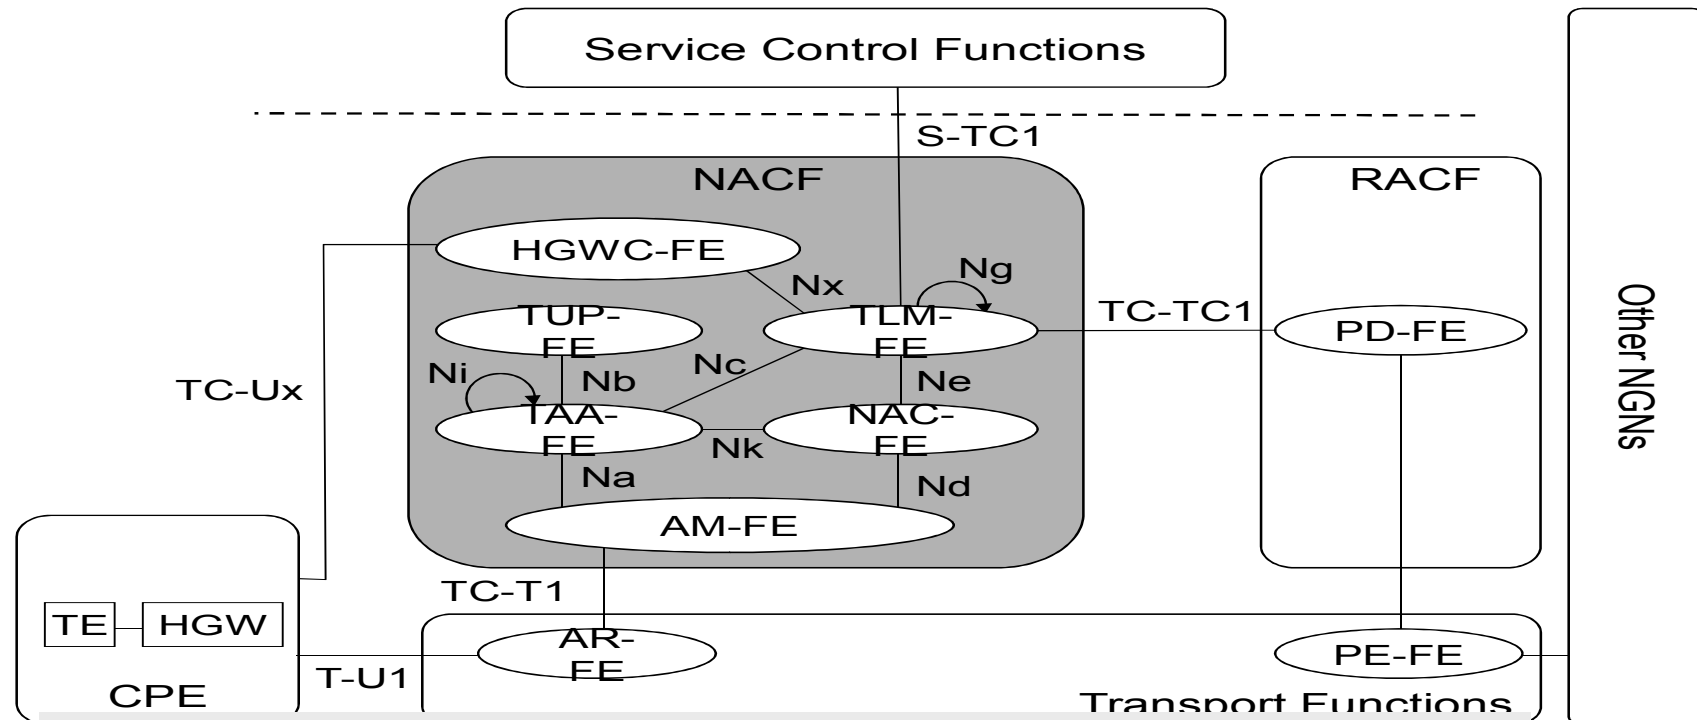 Service Control Functions
S-TC1
NACF
RACF
HGWC-FE
Nx
Ng
TUP-
FE
TLM-
FE
TC-TC1
PD-FE
Other NGNs
TC-Ux
Ni
Nb
Nc
Ne
TAA-
FE
NAC-
FE
Nk
Na
Nd
AM-FE
TC-T1
TE
HGW
AR-
FE
PE-FE
T-U1
CPE
Transport Functions